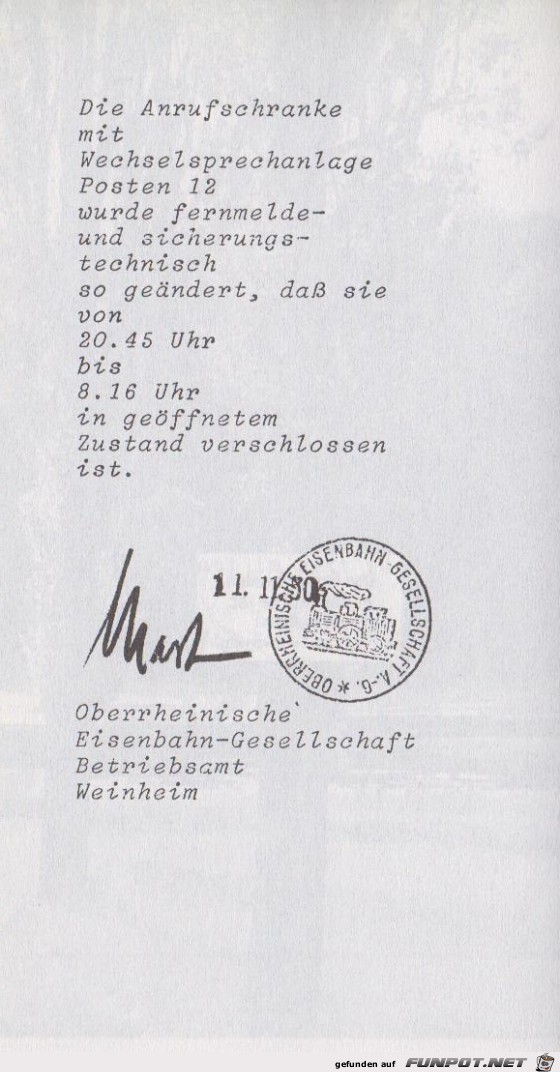 Die Anrufschranke
mit
Wechselsprechanlage
Posten 12
wurde fernmelde-
und sicherungs-
technisch
so geändert, daß sie
von
20.45 Uhr
bis
8.16 Uhr
in geöffnetem
Zustand verschlossen
ist.
11. 11.
OBERRHEINISCHE EISENBAHN-GESELLSCHAFT A.-G.
Oberrheinische
Eisenbahn-Gesellschaft
Betriebsamt
Weinheim
gefunden auf FUNPOT.NET